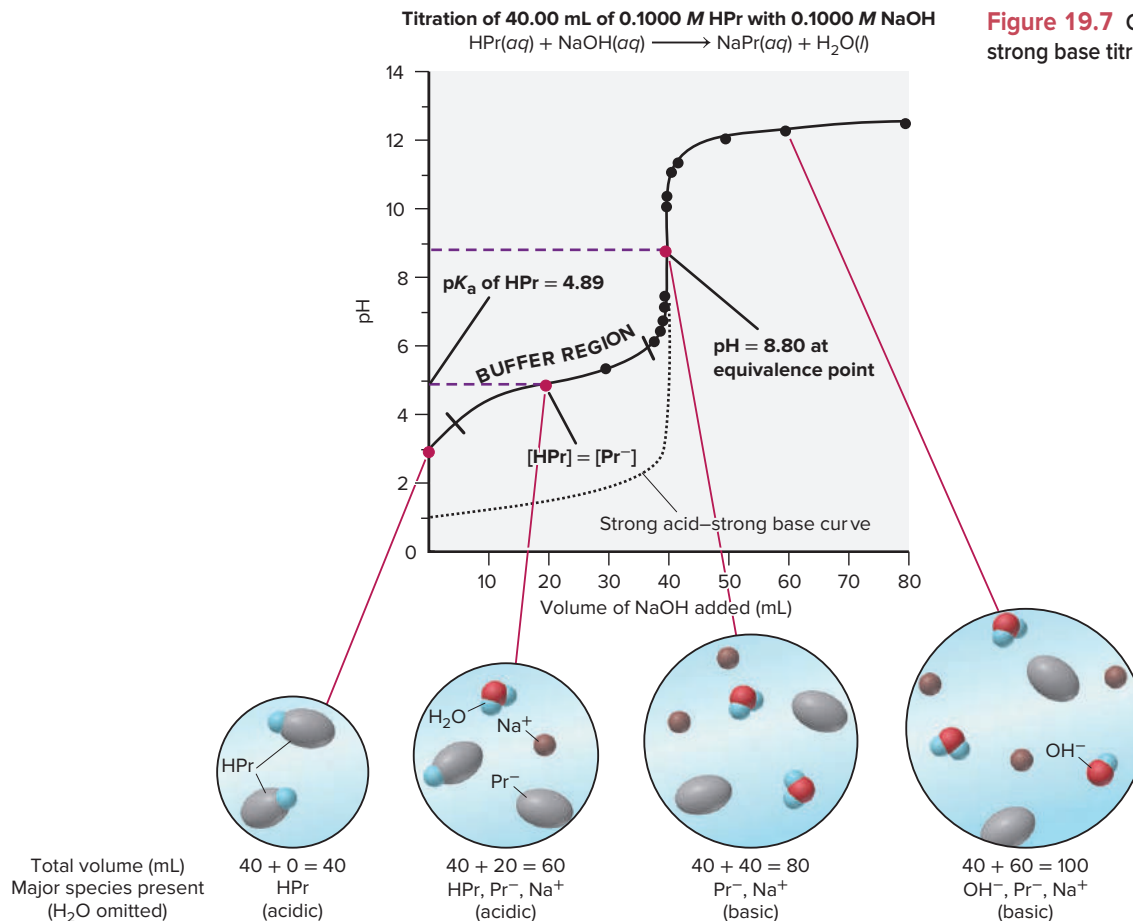 Titration of 40.00 mL of 0.1000 M HPr with 0.1000 M NaOH
HPr(aq) + NaOH(aq) ⟶ NaPr(aq) + H₂O(l)
Figure 19.7 C
strong base titr
14
12
10
8
6
4
2
0
pH
pKₐ of HPr = 4.89
BUFFER REGION
[HPr] = [Pr⁻]
pH = 8.80 at
equivalence point
Strong acid–strong base curve
10 20 30 40 50 60 70 80
Volume of NaOH added (mL)
HPr
H₂O
Na⁺
Pr⁻
OH⁻
Total volume (mL) 40 + 0 = 40 40 + 20 = 60 40 + 40 = 80 40 + 60 = 100
Major species present HPr HPr, Pr⁻, Na⁺ Pr⁻, Na⁺ OH⁻, Pr⁻, Na⁺
(H₂O omitted) (acidic) (acidic) (basic) (basic)